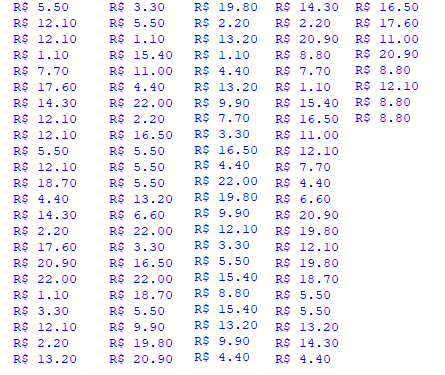 R$ 5.50 R$ 3.30 R$ 19.80 R$ 14.30 R$ 16.50
R$ 12.10 R$ 5.50 R$ 2.20 R$ 2.20 R$ 17.60
R$ 12.10 R$ 1.10 R$ 13.20 R$ 20.90 R$ 11.00
R$ 1.10 R$ 15.40 R$ 1.10 R$ 8.80 R$ 20.90
R$ 7.70 R$ 11.00 R$ 4.40 R$ 7.70 R$ 8.80
R$ 17.60 R$ 4.40 R$ 13.20 R$ 1.10 R$ 12.10
R$ 14.30 R$ 22.00 R$ 9.90 R$ 15.40 R$ 8.80
R$ 12.10 R$ 2.20 R$ 7.70 R$ 16.50 R$ 8.80
R$ 12.10 R$ 16.50 R$ 3.30 R$ 11.00
R$ 5.50 R$ 5.50 R$ 16.50 R$ 12.10
R$ 12.10 R$ 5.50 R$ 4.40 R$ 7.70
R$ 18.70 R$ 5.50 R$ 22.00 R$ 4.40
R$ 4.40 R$ 13.20 R$ 19.80 R$ 6.60
R$ 14.30 R$ 6.60 R$ 9.90 R$ 20.90
R$ 2.20 R$ 22.00 R$ 12.10 R$ 19.80
R$ 17.60 R$ 3.30 R$ 3.30 R$ 12.10
R$ 20.90 R$ 16.50 R$ 5.50 R$ 19.80
R$ 22.00 R$ 22.00 R$ 15.40 R$ 18.70
R$ 1.10 R$ 18.70 R$ 8.80 R$ 5.50
R$ 3.30 R$ 5.50 R$ 15.40 R$ 5.50
R$ 12.10 R$ 9.90 R$ 13.20 R$ 13.20
R$ 2.20 R$ 19.80 R$ 9.90 R$ 14.30
R$ 13.20 R$ 20.90 R$ 4.40 R$ 4.40